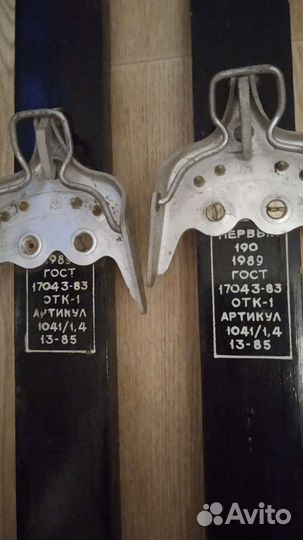 1989
ГОСТ
17043-83
ОТК-1
АРТИКУЛ
1041/1,4
13-85
ПЕРВЫЙ
190
1989
ГОСТ
17043-83
ОТК-1
АРТИКУЛ
1041/1,4
13-85
Avito